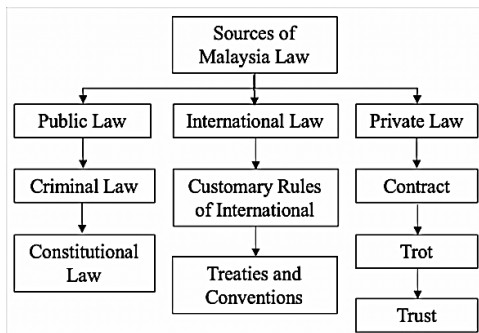 Sources of
Malaysia Law
Public Law
International Law
Private Law
Criminal Law
Customary Rules
of International
Contract
Constitutional
Law
Treaties and
Conventions
Trot
Trust